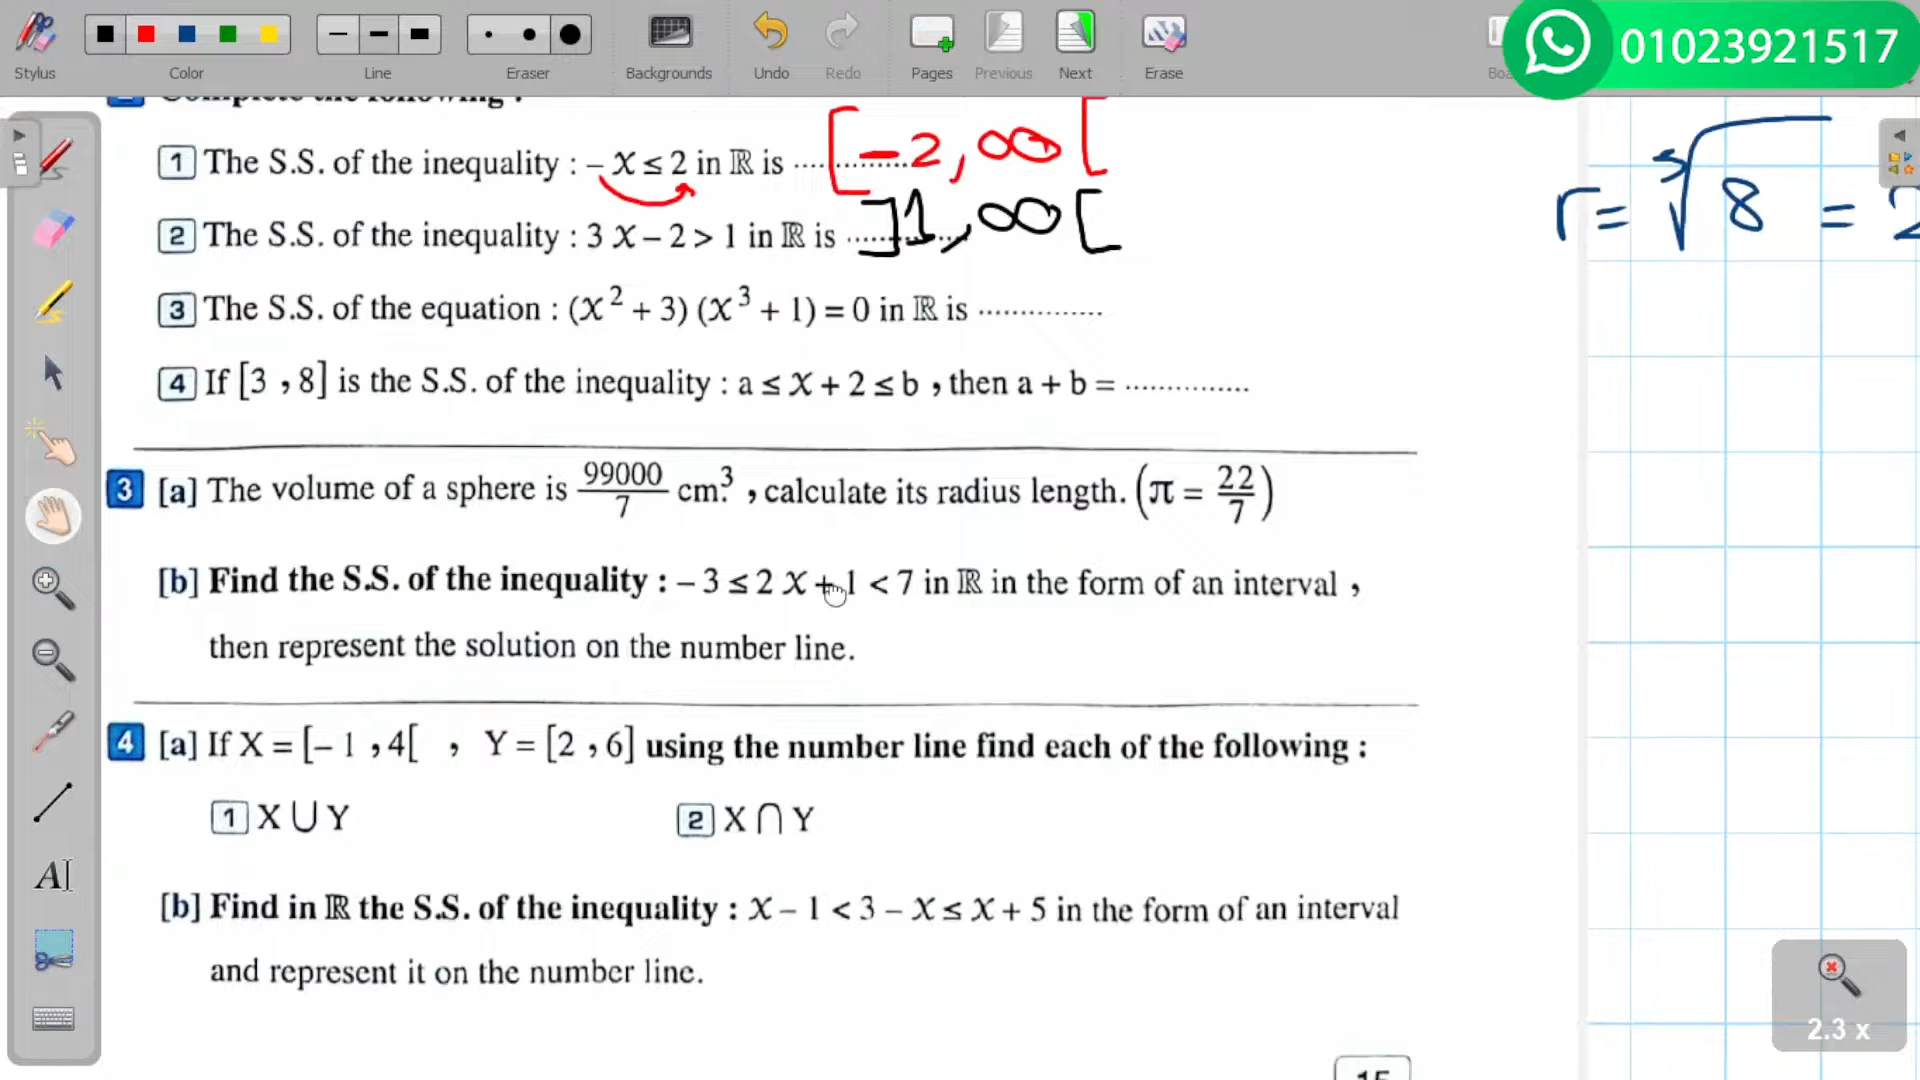 Stylus Color Line Eraser Backgrounds Undo Redo Pages Previous Next Erase
01023921517
Complete the following :
1 The S.S. of the inequality : – X ≤ 2 in ℝ is .............. [–2, ∞[
2 The S.S. of the inequality : 3 X – 2 > 1 in ℝ is .............. ]1, ∞[
3 The S.S. of the equation : (X² + 3) (X³ + 1) = 0 in ℝ is ..............
4 If [3 , 8] is the S.S. of the inequality : a ≤ X + 2 ≤ b , then a + b = ..............
3 [a] The volume of a sphere is 99000/7 cm³. , calculate its radius length. (π = 22/7)
[b] Find the S.S. of the inequality : – 3 ≤ 2 X + 1 < 7 in ℝ in the form of an interval ,
then represent the solution on the number line.
4 [a] If X = [– 1 , 4[ , Y = [2 , 6] using the number line find each of the following :
1 X ∪ Y 2 X ∩ Y
[b] Find in ℝ the S.S. of the inequality : X – 1 < 3 – X ≤ X + 5 in the form of an interval
and represent it on the number line.
r = ³√8 = 2
AI
2.3 x
15